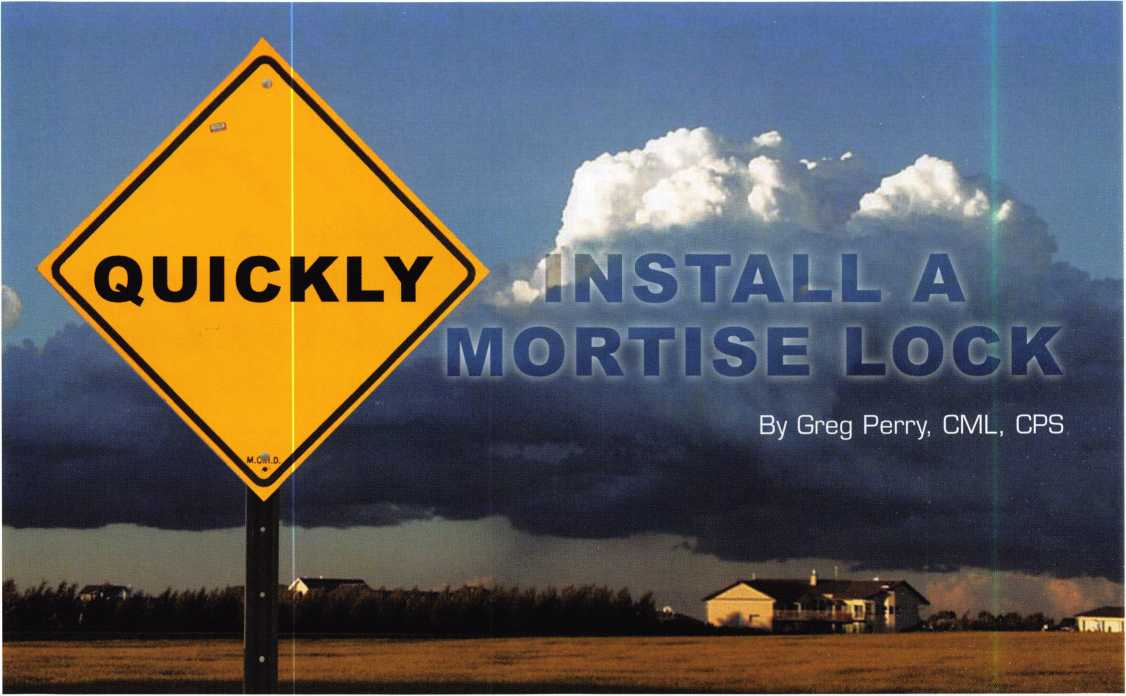 QUICKLY
INSTALL A
MORTISE LOCK
By Greg Perry, CML, CPS